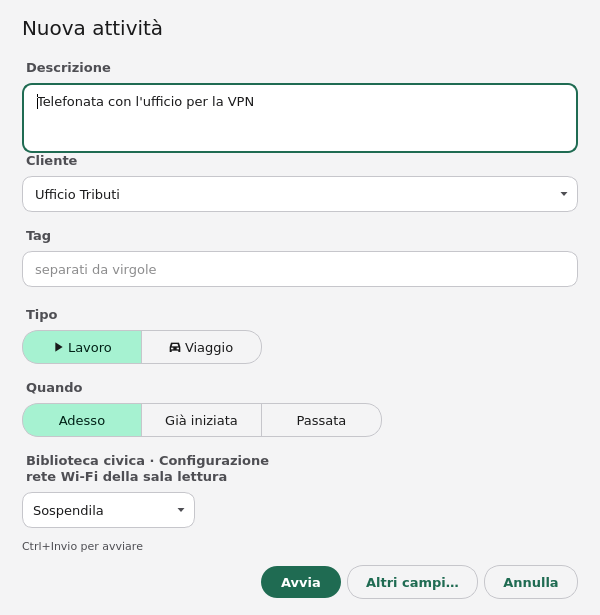 Nuova attività
Descrizione
Telefonata con l'ufficio per la VPN
Cliente
Ufficio Tributi
Tag
separati da virgole
Tipo
Lavoro Viaggio
Quando
Adesso Già iniziata Passata
Biblioteca civica · Configurazione
rete Wi-Fi della sala lettura
Sospendila
Ctrl+Invio per avviare
Avvia Altri campi... Annulla